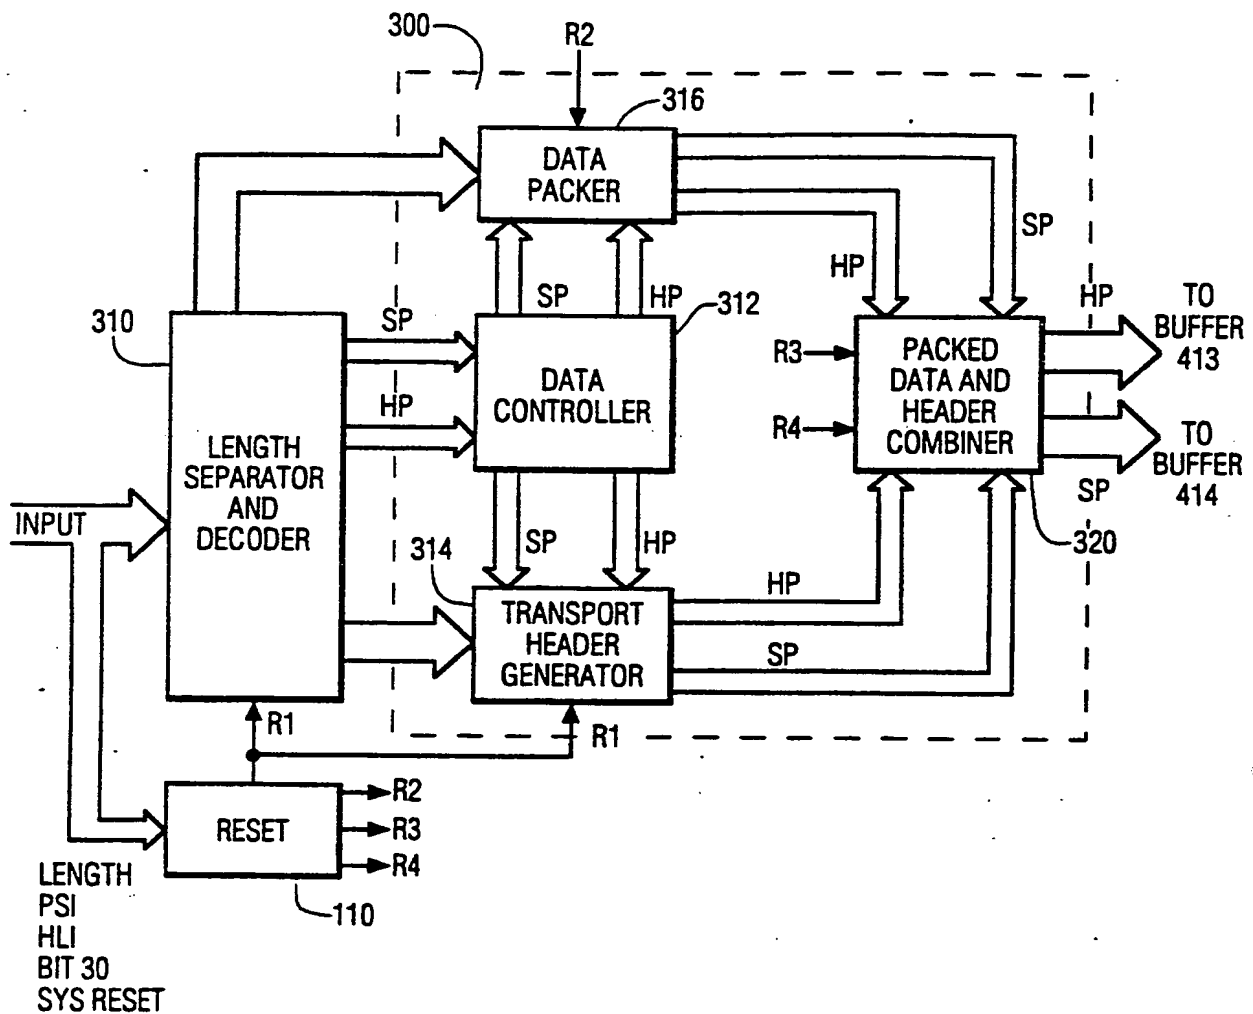 300
R2
316
DATA
PACKER
SP
HP
SP
HP
312
310
SP
HP
DATA
CONTROLLER
R3
R4
PACKED
DATA AND
HEADER
COMBINER
HP
TO
BUFFER
413
TO
BUFFER
414
SP
320
LENGTH
SEPARATOR
AND
DECODER
INPUT
SP
HP
314
TRANSPORT
HEADER
GENERATOR
HP
SP
R1
R1
RESET
R2
R3
R4
110
LENGTH
PSI
HLI
BIT 30
SYS RESET